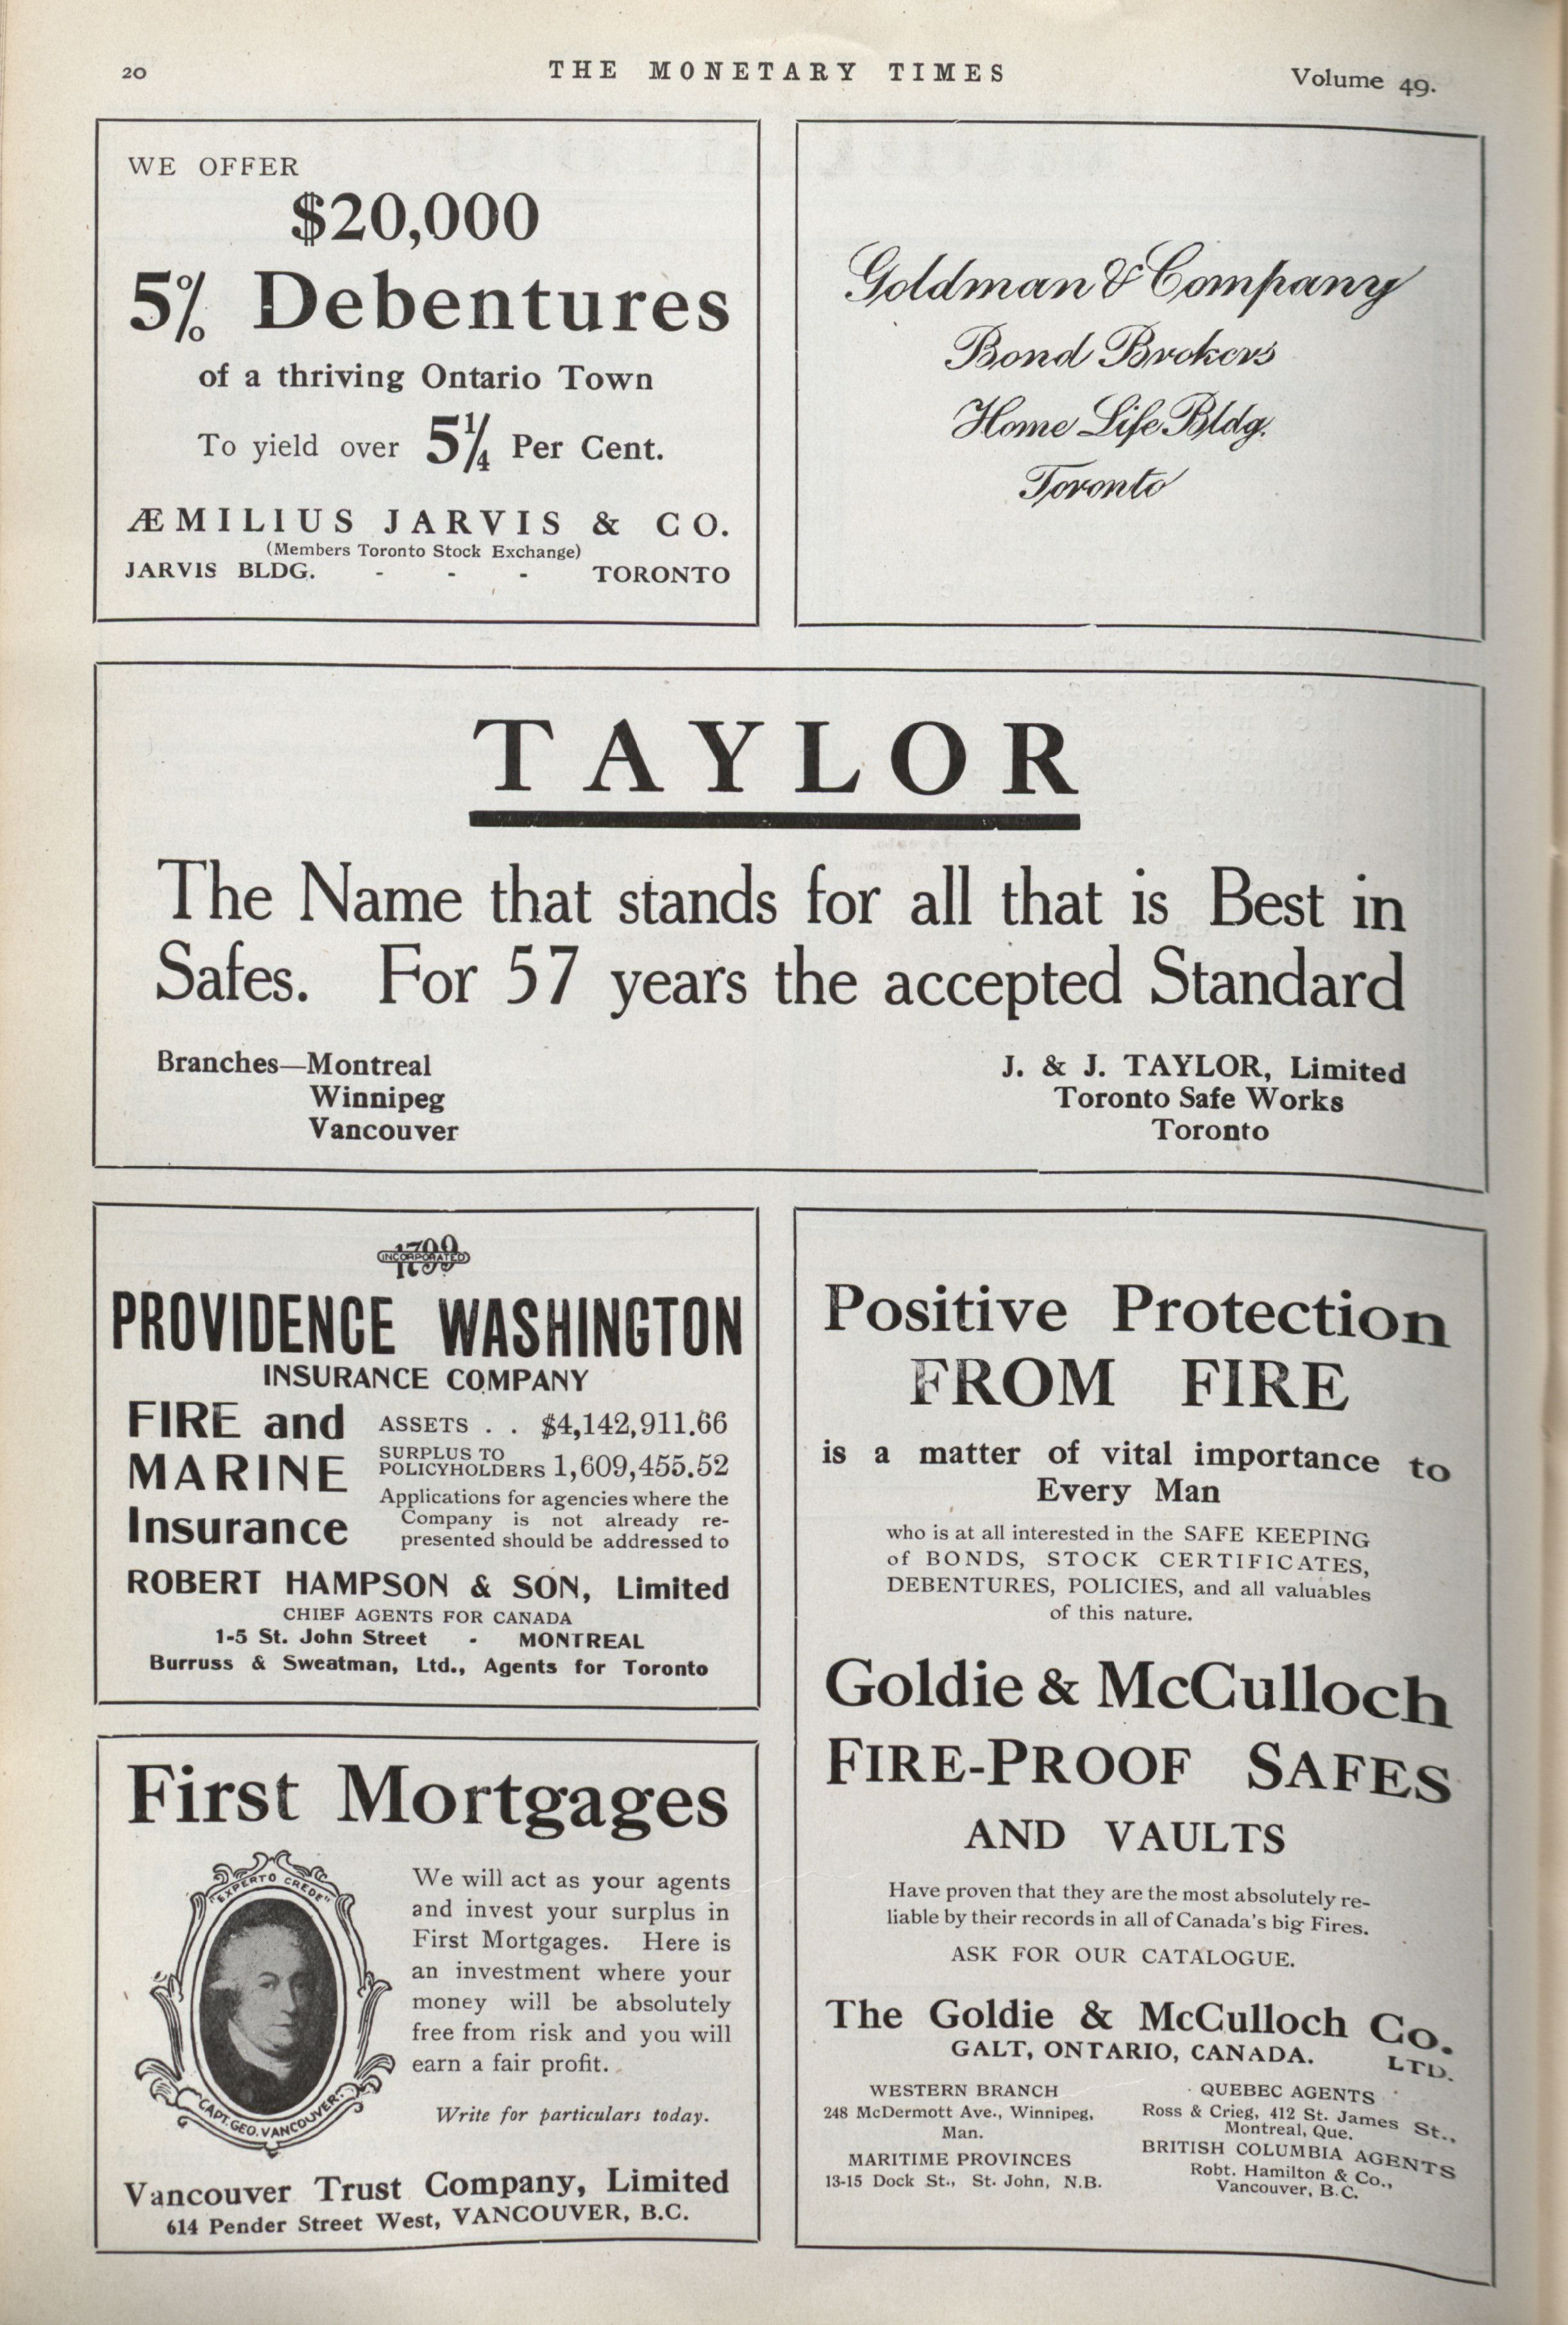 20
THE MONETARY TIMES
Volume 49.
WE OFFER
$20,000
5% Debentures
of a thriving Ontario Town
To yield over 5¼ Per Cent.
ÆMILIUS JARVIS & CO.
(Members Toronto Stock Exchange)
JARVIS BLDG. - - - TORONTO
Goldman & Company
Bond Brokers
Home Life Bldg.
Toronto
TAYLOR
The Name that stands for all that is Best in
Safes. For 57 years the accepted Standard
Branches—Montreal
Winnipeg
Vancouver
J. & J. TAYLOR, Limited
Toronto Safe Works
Toronto
1799
INCORPORATED
PROVIDENCE WASHINGTON
INSURANCE COMPANY
FIRE and
MARINE
Insurance
ASSETS . . $4,142,911.66
SURPLUS TO
POLICYHOLDERS 1,609,455.52
Applications for agencies where the
Company is not already re-
presented should be addressed to
ROBERT HAMPSON & SON, Limited
CHIEF AGENTS FOR CANADA
1-5 St. John Street - MONTREAL
Burruss & Sweatman, Ltd., Agents for Toronto
First Mortgages
"EXPERTO CREDE"
CAPT. GEO. VANCOUVER.
We will act as your agents
and invest your surplus in
First Mortgages. Here is
an investment where your
money will be absolutely
free from risk and you will
earn a fair profit.
Write for particulars today.
Vancouver Trust Company, Limited
614 Pender Street West, VANCOUVER, B.C.
Positive Protection
FROM FIRE
is a matter of vital importance to
Every Man
who is at all interested in the SAFE KEEPING
of BONDS, STOCK CERTIFICATES,
DEBENTURES, POLICIES, and all valuables
of this nature.
Goldie & McCulloch
FIRE-PROOF SAFES
AND VAULTS
Have proven that they are the most absolutely re-
liable by their records in all of Canada's big Fires.
ASK FOR OUR CATALOGUE.
The Goldie & McCulloch Co.
LTD.
GALT, ONTARIO, CANADA.
WESTERN BRANCH
248 McDermott Ave., Winnipeg,
Man.
MARITIME PROVINCES
13-15 Dock St., St. John, N.B.
QUEBEC AGENTS
Ross & Crieg, 412 St. James St.,
Montreal, Que.
BRITISH COLUMBIA AGENTS
Robt. Hamilton & Co.,
Vancouver, B.C.